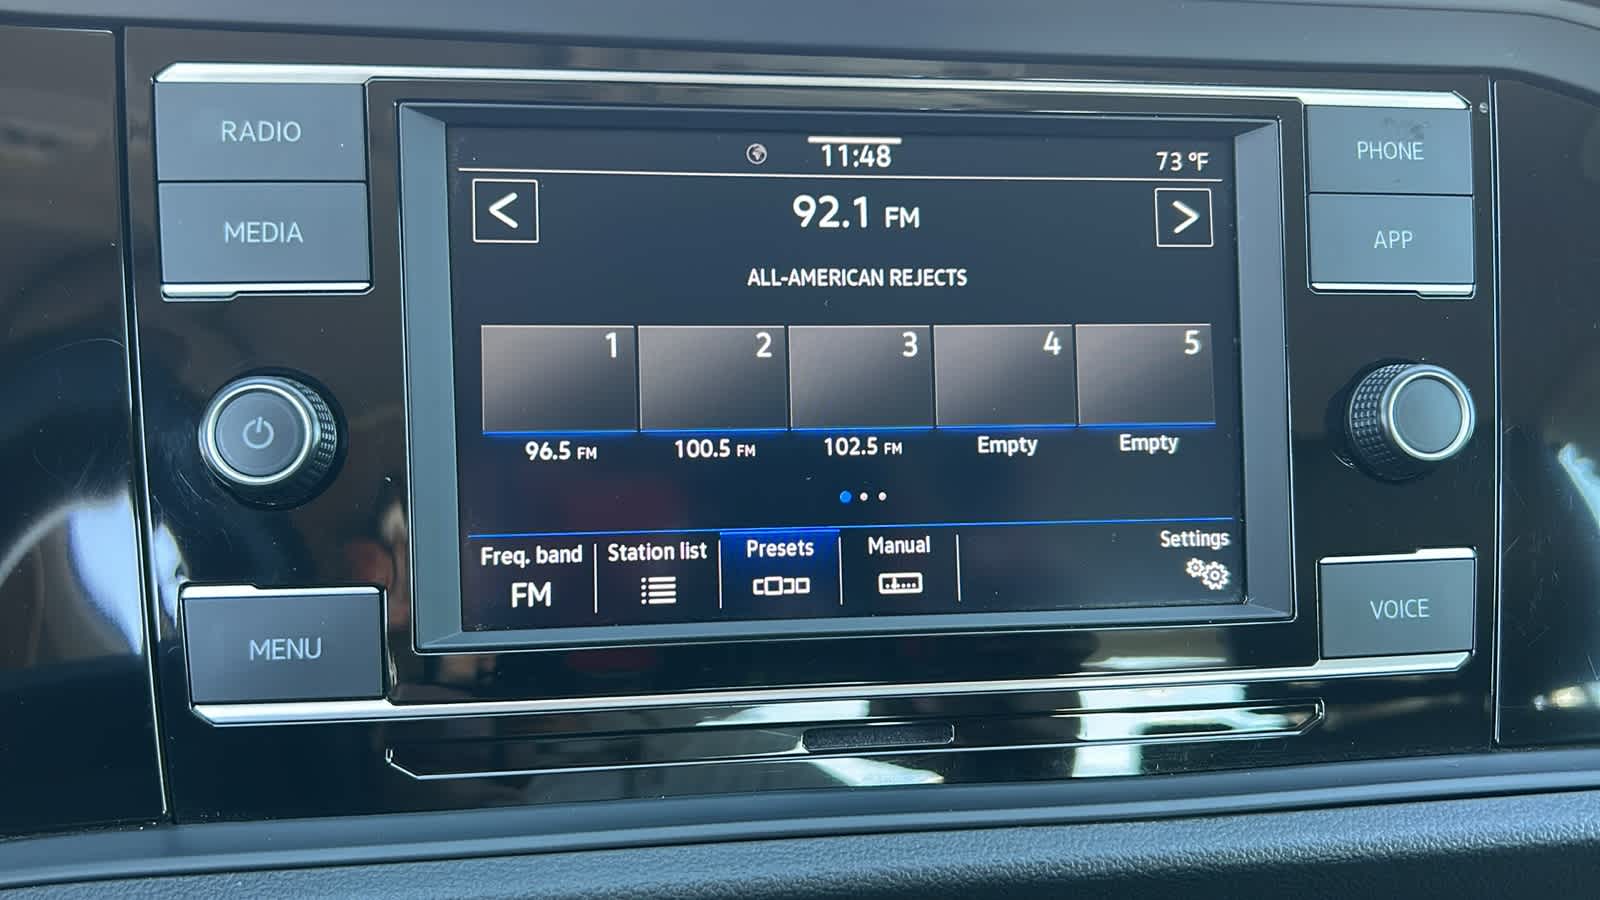 RADIO
MEDIA
MENU
11:48
73 °F
<
92.1 FM
>
ALL-AMERICAN REJECTS
1
2
3
4
5
96.5 FM
100.5 FM
102.5 FM
Empty
Empty
Freq. band
FM
Station list
Presets
Manual
Settings
PHONE
APP
VOICE